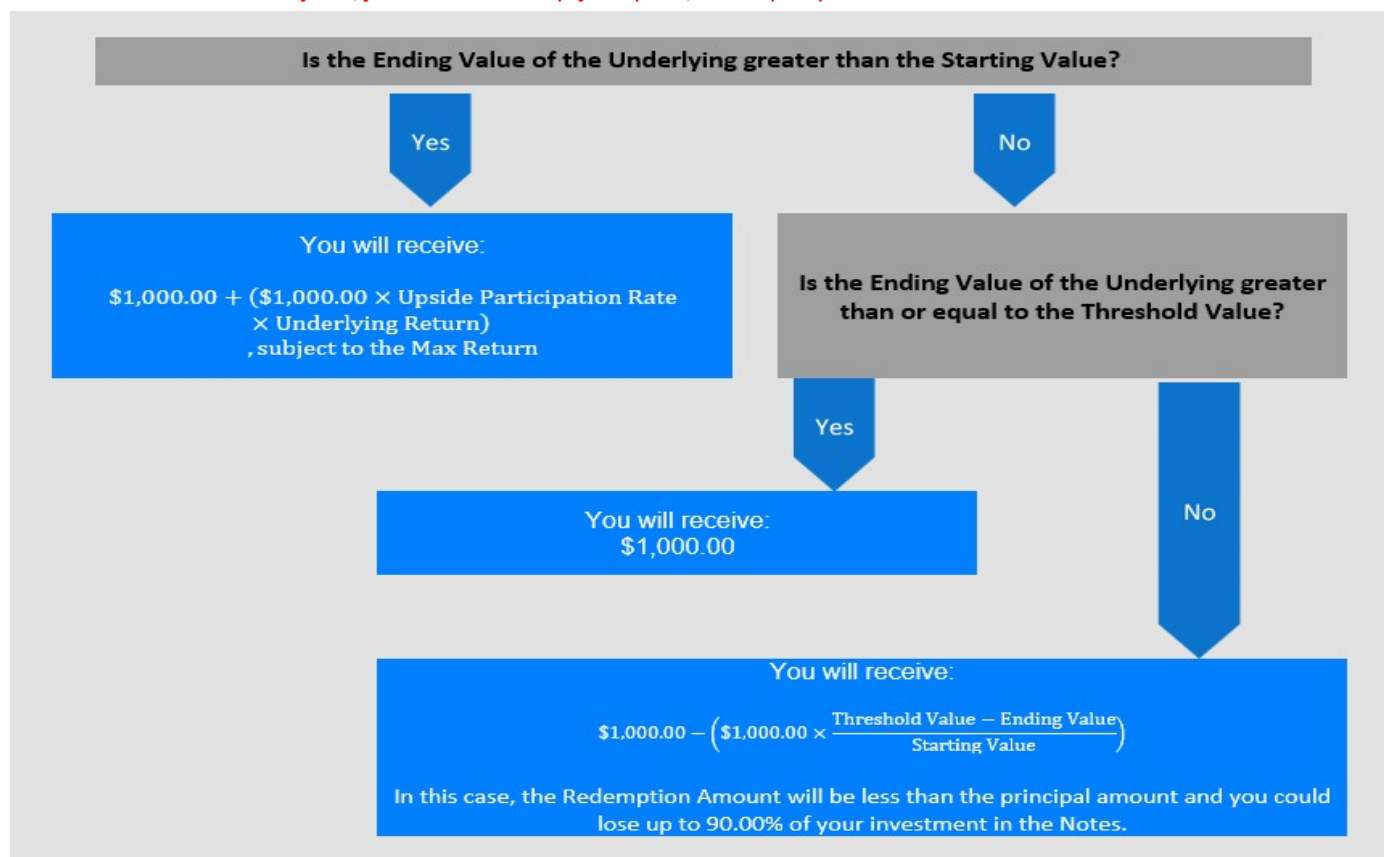 Is the Ending Value of the Underlying greater than the Starting Value?
Yes
No
You will receive:
$1,000.00 + ($1,000.00 × Upside Participation Rate
× Underlying Return)
, subject to the Max Return
Is the Ending Value of the Underlying greater
than or equal to the Threshold Value?
Yes
No
You will receive:
$1,000.00
You will receive:
$1,000.00 − ($1,000.00 × Threshold Value − Ending Value
Starting Value)
In this case, the Redemption Amount will be less than the principal amount and you could
lose up to 90.00% of your investment in the Notes.